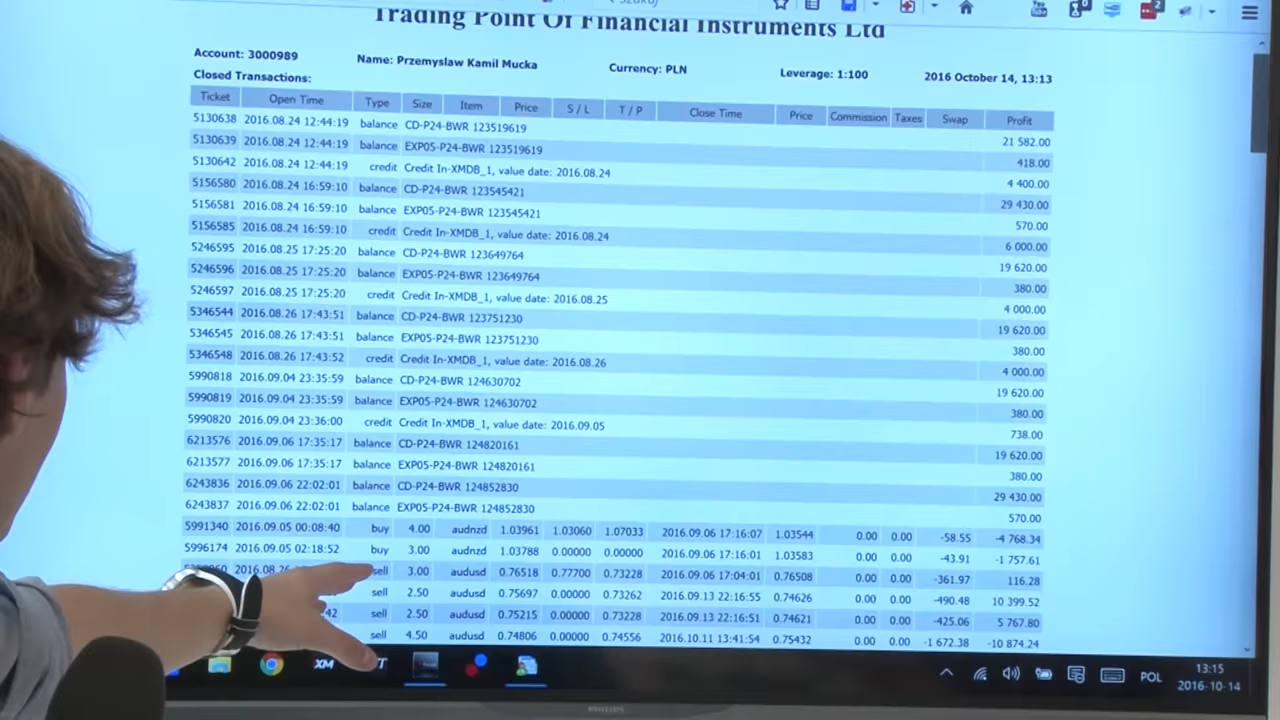 Trading Point Of Financial Instruments Ltd
Account: 3000989 Name: Przemyslaw Kamil Mucka Currency: PLN Leverage: 1:100 2016 October 14, 13:13
Closed Transactions:
Ticket Open Time Type Size Item Price S / L T / P Close Time Price Commission Taxes Swap Profit
5130638 2016.08.24 12:44:19 balance CD-P24-BWR 123519619 21 582.00
5130639 2016.08.24 12:44:19 balance EXP05-P24-BWR 123519619 418.00
5130642 2016.08.24 12:44:19 credit Credit In-XMDB_1, value date: 2016.08.24 4 400.00
5156580 2016.08.24 16:59:10 balance CD-P24-BWR 123545421 29 430.00
5156581 2016.08.24 16:59:10 balance EXP05-P24-BWR 123545421 570.00
5156585 2016.08.24 16:59:10 credit Credit In-XMDB_1, value date: 2016.08.24 6 000.00
5246595 2016.08.25 17:25:20 balance CD-P24-BWR 123649764 19 620.00
5246596 2016.08.25 17:25:20 balance EXP05-P24-BWR 123649764 380.00
5246597 2016.08.25 17:25:20 credit Credit In-XMDB_1, value date: 2016.08.25 4 000.00
5346544 2016.08.26 17:43:51 balance CD-P24-BWR 123751230 19 620.00
5346545 2016.08.26 17:43:51 balance EXP05-P24-BWR 123751230 380.00
5346548 2016.08.26 17:43:52 credit Credit In-XMDB_1, value date: 2016.08.26 4 000.00
5990818 2016.09.04 23:35:59 balance CD-P24-BWR 124630702 19 620.00
5990819 2016.09.04 23:35:59 balance EXP05-P24-BWR 124630702 380.00
5990820 2016.09.04 23:36:00 credit Credit In-XMDB_1, value date: 2016.09.05 738.00
6213576 2016.09.06 17:35:17 balance CD-P24-BWR 124820161 19 620.00
6213577 2016.09.06 17:35:17 balance EXP05-P24-BWR 124820161 380.00
6243836 2016.09.06 22:02:01 balance CD-P24-BWR 124852830 29 430.00
6243837 2016.09.06 22:02:01 balance EXP05-P24-BWR 124852830 570.00
5991340 2016.09.05 00:08:40 buy 4.00 audnzd 1.03961 1.03060 1.07033 2016.09.06 17:16:07 1.03544 0.00 0.00 -58.55 -4 768.34
5996174 2016.09.05 02:18:52 buy 3.00 audnzd 1.03788 0.00000 0.00000 2016.09.06 17:16:01 1.03583 0.00 0.00 -43.91 -1 757.61
2016.08.26 sell 3.00 audusd 0.76518 0.77700 0.73228 2016.09.06 17:04:01 0.76508 0.00 0.00 -361.97 116.28
sell 2.50 audusd 0.75697 0.00000 0.73262 2016.09.13 22:16:55 0.74626 0.00 0.00 -490.48 10 399.52
42 sell 2.50 audusd 0.75215 0.00000 0.73228 2016.09.13 22:16:51 0.74621 0.00 0.00 -425.06 5 767.80
sell 4.50 audusd 0.74806 0.00000 0.74556 2016.10.11 13:41:54 0.75432 0.00 0.00 -1 672.38 -10 874.24
XM POL 13:15
2016-10-14
PHILIPS